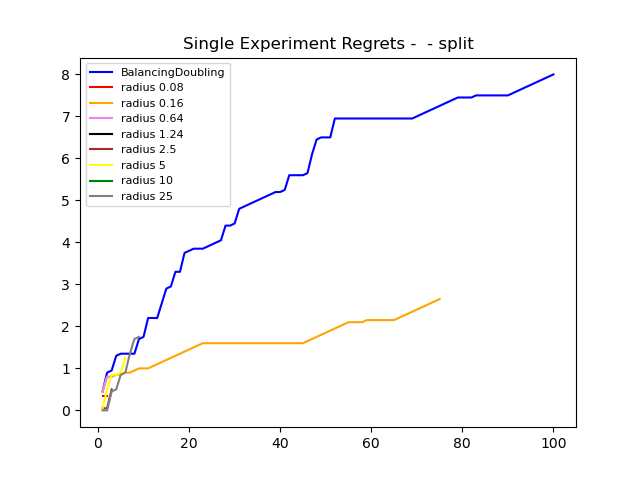 Single Experiment Regrets -  - split
BalancingDoubling
radius 0.08
radius 0.16
radius 0.64
radius 1.24
radius 2.5
radius 5
radius 10
radius 25
8
7
6
5
4
3
2
1
0
0 20 40 60 80 100